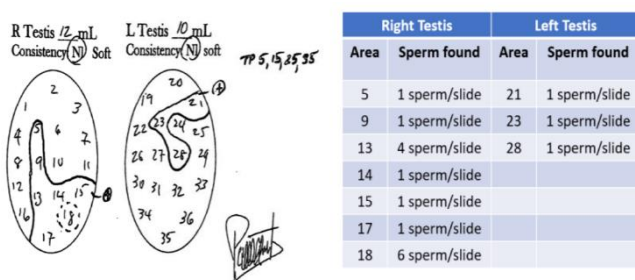 R Testis 12 mL
Consistency Nl Soft
L Testis 10 mL
Consistency Nl soft
TP 5, 15, 25, 35
1 2 3
4 5 6 7
8 9 10 11
12 13 14 15
16 17 18
19 20 21
22 23 24 25
26 27 28 29
30 31 32 33
34 35 36
Right Testis Left Testis
Area Sperm found Area Sperm found
5 1 sperm/slide 21 1 sperm/slide
9 1 sperm/slide 23 1 sperm/slide
13 4 sperm/slide 28 1 sperm/slide
14 1 sperm/slide
15 1 sperm/slide
17 1 sperm/slide
18 6 sperm/slide